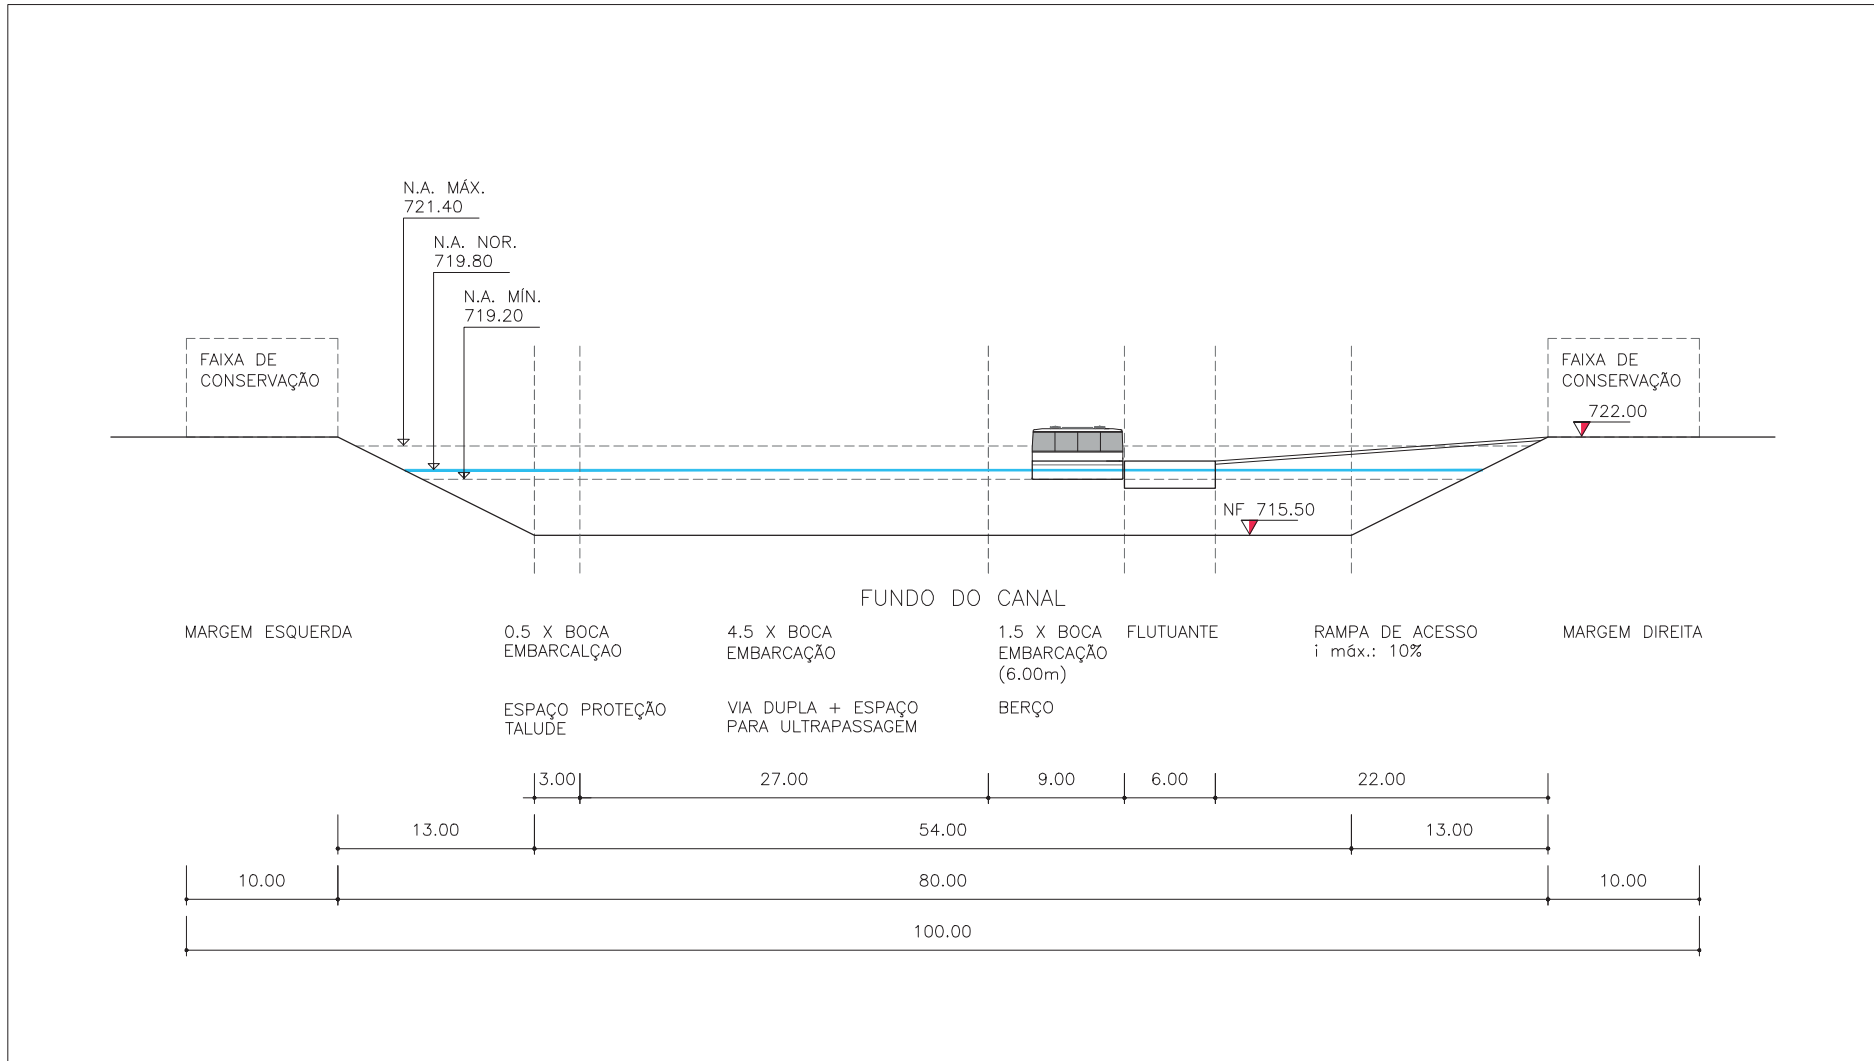 N.A. MÁX.
721.40
N.A. NOR.
719.80
N.A. MÍN.
719.20
FAIXA DE
CONSERVAÇÃO
FAIXA DE
CONSERVAÇÃO
722.00
NF 715.50
FUNDO DO CANAL
MARGEM ESQUERDA
0.5 X BOCA
EMBARCALÇAO
ESPAÇO PROTEÇÃO
TALUDE
4.5 X BOCA
EMBARCAÇÃO
VIA DUPLA + ESPAÇO
PARA ULTRAPASSAGEM
1.5 X BOCA
EMBARCAÇÃO
(6.00m)
BERÇO
FLUTUANTE
RAMPA DE ACESSO
i máx.: 10%
MARGEM DIREITA
3.00 27.00 9.00 6.00 22.00
13.00 54.00 13.00
10.00 80.00 10.00
100.00